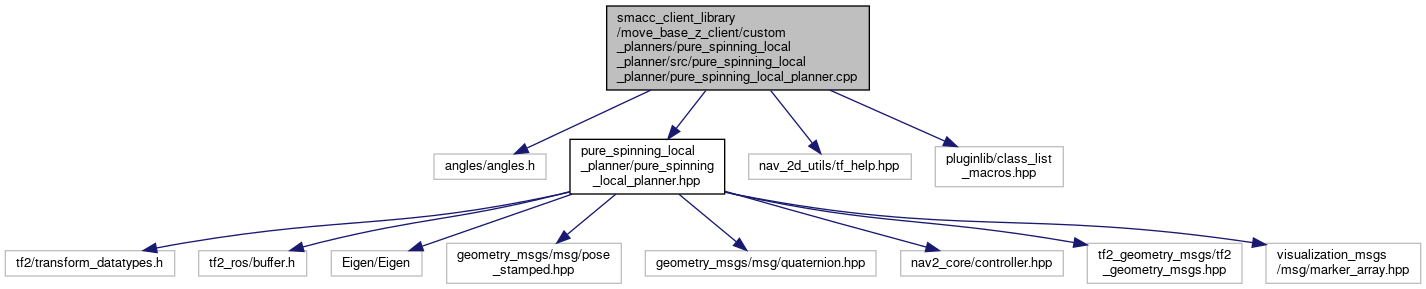 smacc_client_library
/move_base_z_client/custom
_planners/pure_spinning_local
_planner/src/pure_spinning_local
_planner/pure_spinning_local_planner.cpp
angles/angles.h
pure_spinning_local
_planner/pure_spinning
_local_planner.hpp
nav_2d_utils/tf_help.hpp
pluginlib/class_list
_macros.hpp
tf2/transform_datatypes.h
tf2_ros/buffer.h
Eigen/Eigen
geometry_msgs/msg/pose
_stamped.hpp
geometry_msgs/msg/quaternion.hpp
nav2_core/controller.hpp
tf2_geometry_msgs/tf2
_geometry_msgs.hpp
visualization_msgs
/msg/marker_array.hpp